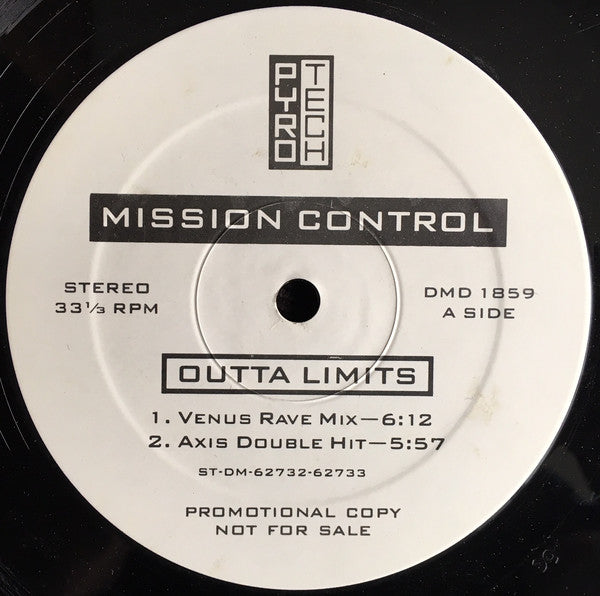 PYRO
TECH
MISSION CONTROL
STEREO
33⅓ RPM
DMD 1859
A SIDE
OUTTA LIMITS
1. VENUS RAVE MIX—6:12
2. AXIS DOUBLE HIT—5:57
ST-DM-62732-62733
PROMOTIONAL COPY
NOT FOR SALE